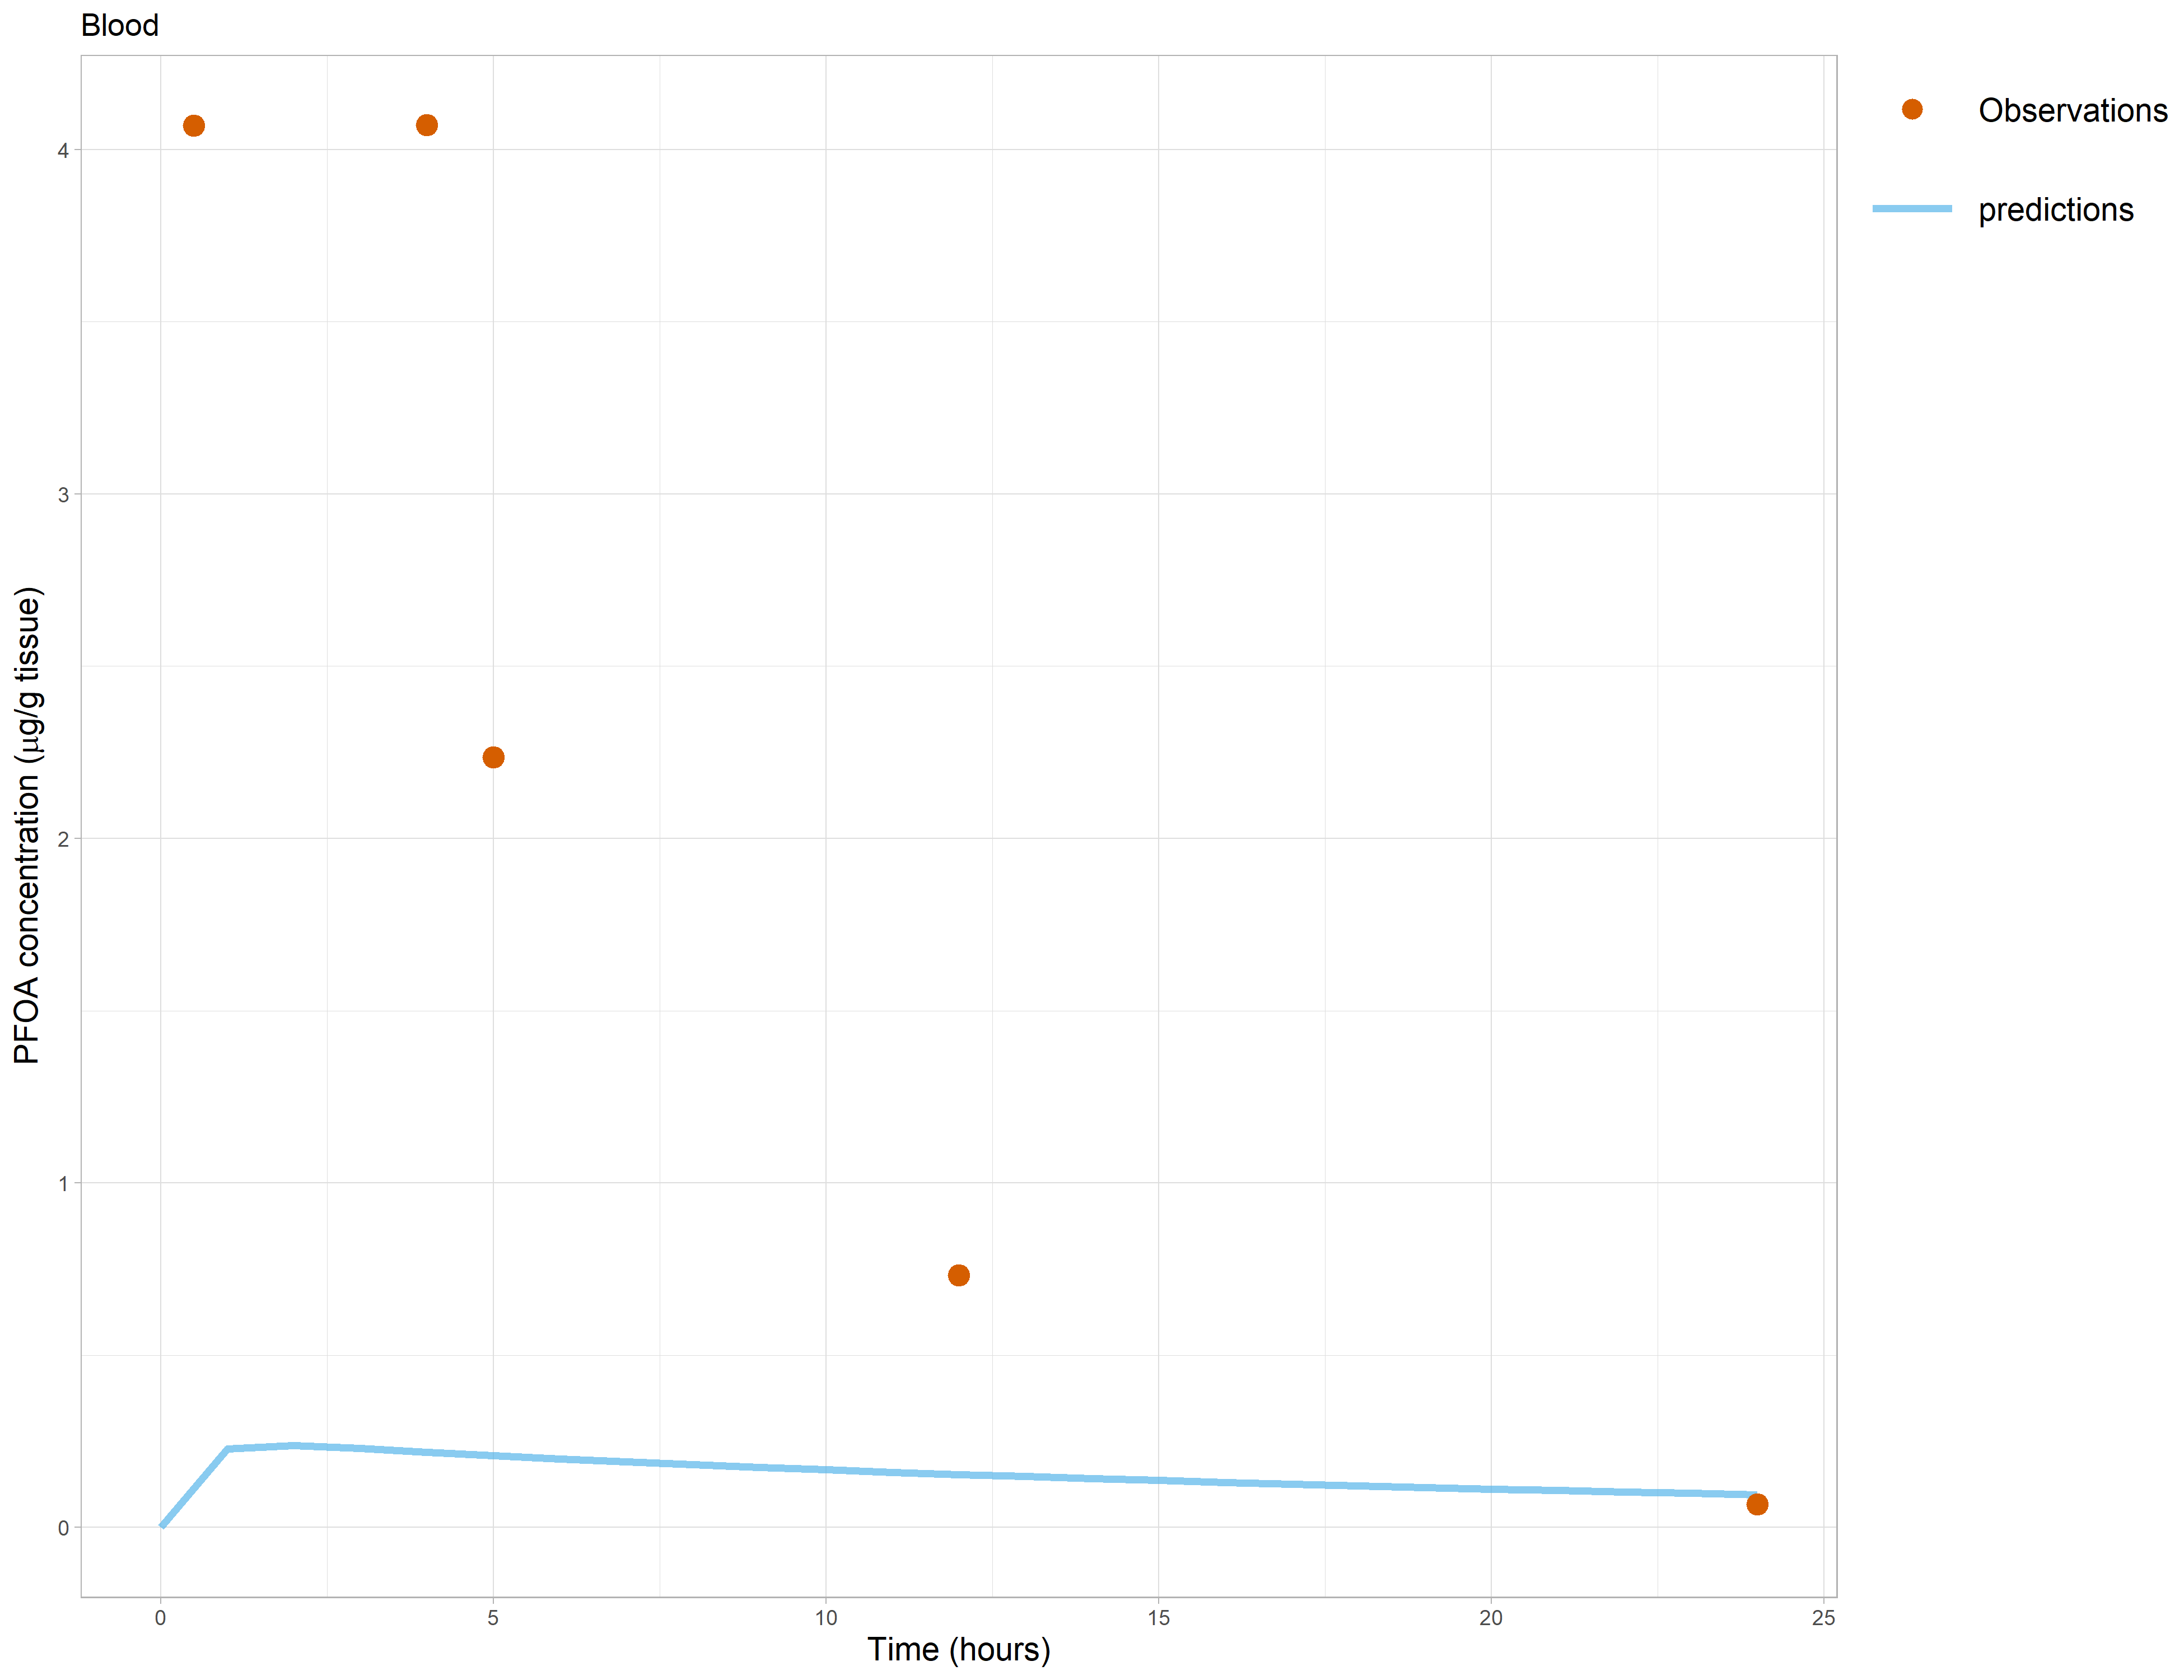 Blood
Observations
predictions
PFOA concentration (μg/g tissue)
4
3
2
1
0
0 5 10 15 20 25
Time (hours)